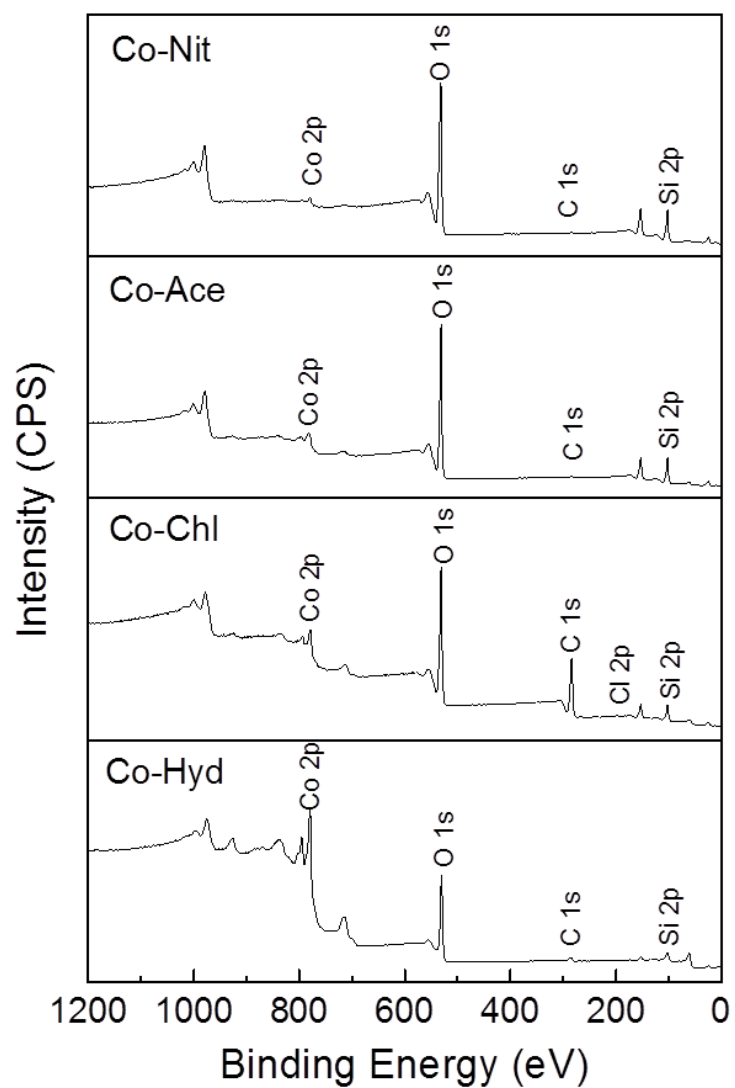 Co-Nit
Co 2p
O 1s
C 1s
Si 2p
Co-Ace
Co 2p
O 1s
C 1s
Si 2p
Co-Chl
Co 2p
O 1s
C 1s
Cl 2p
Si 2p
Co-Hyd
Co 2p
O 1s
C 1s
Si 2p
Intensity (CPS)
1200 1000 800 600 400 200 0
Binding Energy (eV)